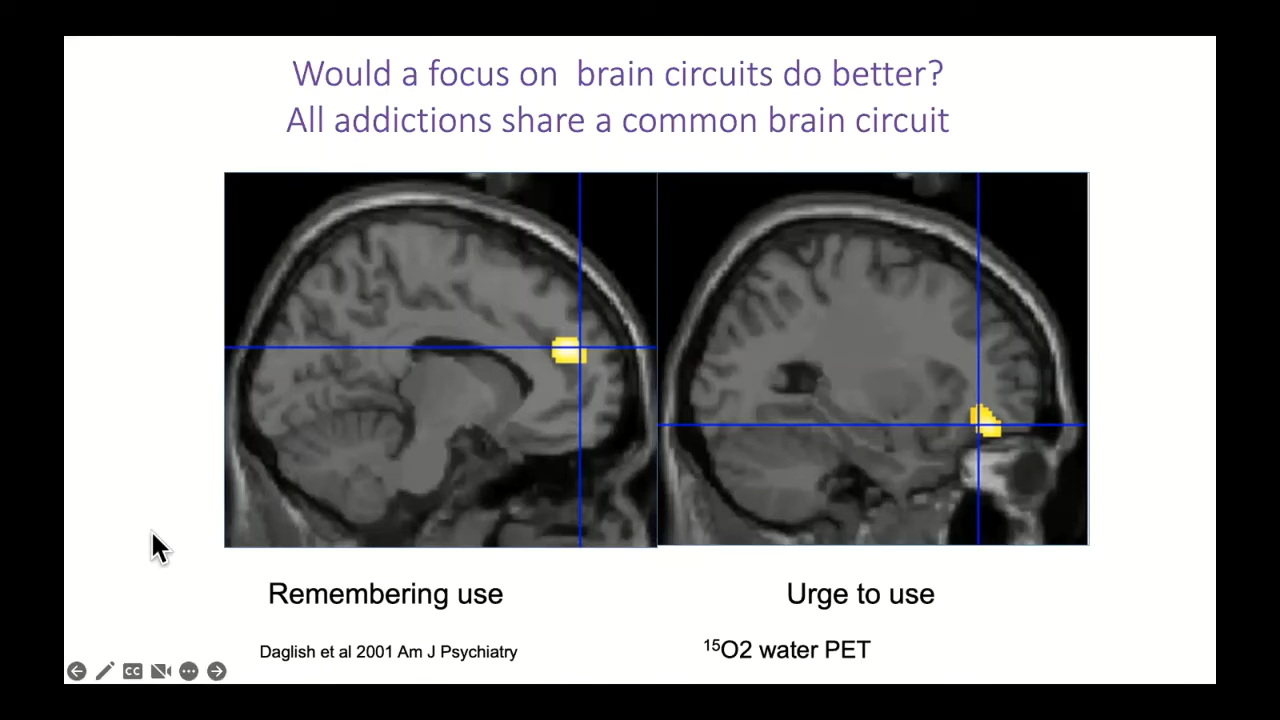 Would a focus on  brain circuits do better?
All addictions share a common brain circuit
Remembering use
Urge to use
Daglish et al 2001 Am J Psychiatry
¹⁵O2 water PET
CC